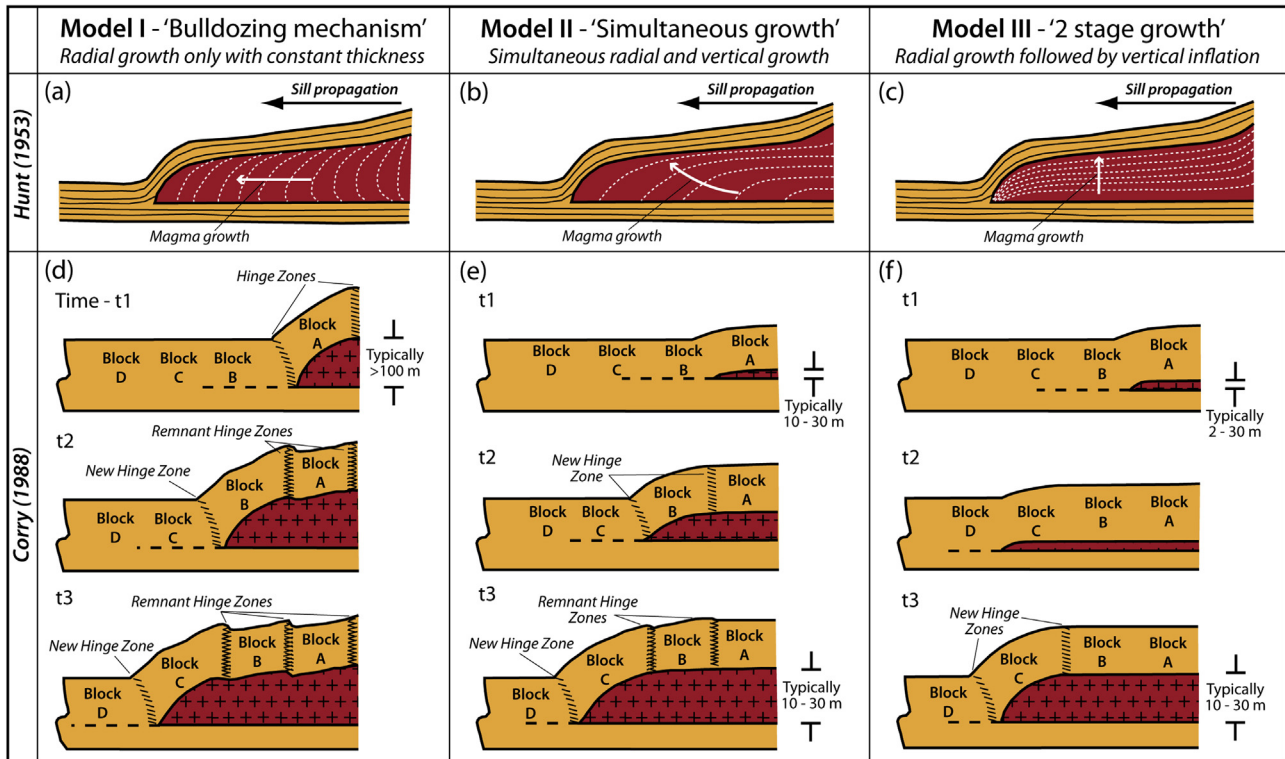 Model I - ‘Bulldozing mechanism’
Radial growth only with constant thickness
Model II - ‘Simultaneous growth’
Simultaneous radial and vertical growth
Model III - ‘2 stage growth’
Radial growth followed by vertical inflation
Hunt (1953)
(a)
Sill propagation
Magma growth
(b)
Sill propagation
Magma growth
(c)
Sill propagation
Magma growth
Corry (1988)
(d)
Hinge Zones
Time - t1
Block
A
Block
B
Block
C
Block
D
Typically
>100 m
t2
Remnant Hinge Zones
New Hinge Zone
Block
A
Block
B
Block
C
Block
D
t3
Remnant Hinge Zones
New Hinge Zone
Block
A
Block
B
Block
C
Block
D
(e)
t1
Block
D
Block
C
Block
B
Block
A
Typically
10 - 30 m
t2
New Hinge
Zone
Block
A
Block
B
Block
C
Block
D
t3
Remnant Hinge
Zones
New Hinge Zone
Block
A
Block
B
Block
C
Block
D
Typically
10 - 30 m
(f)
t1
Block
D
Block
C
Block
B
Block
A
Typically
2 - 30 m
t2
Block
D
Block
C
Block
B
Block
A
t3
New Hinge
Zones
Block
D
Block
C
Block
B
Block
A
Typically
10 - 30 m